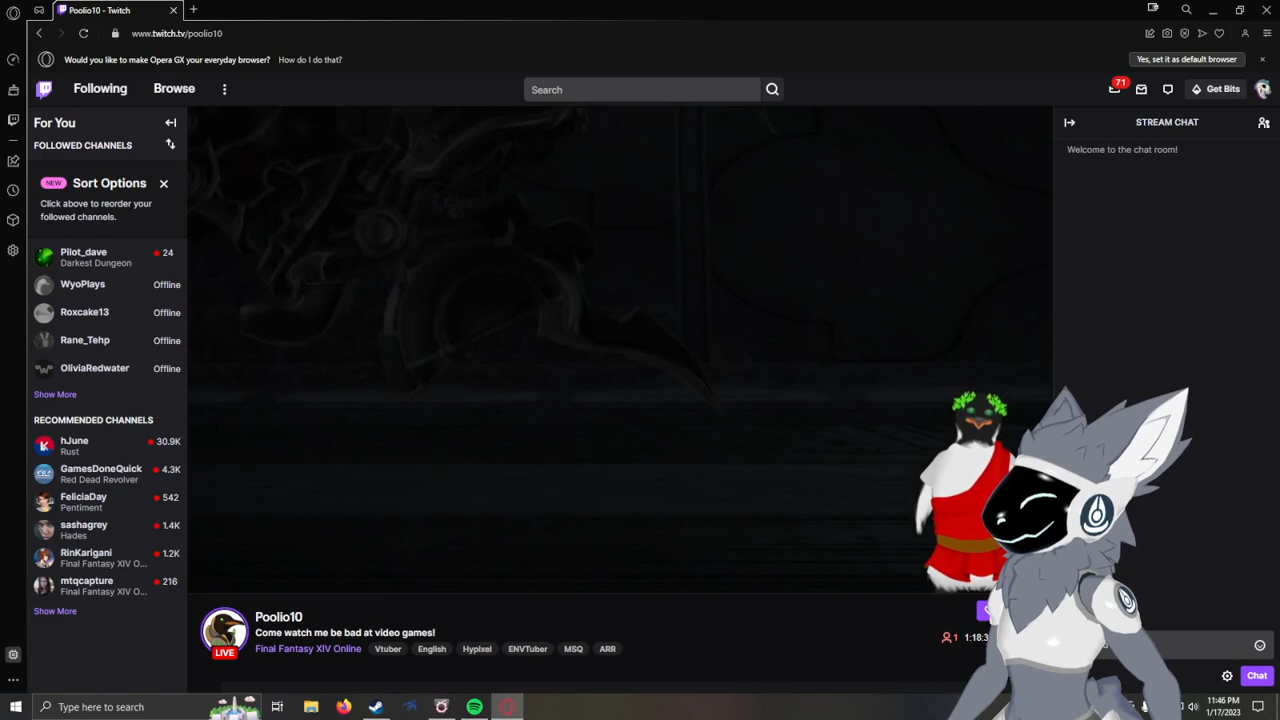 Poolio10 - Twitch
www.twitch.tv/poolio10
Would you like to make Opera GX your everyday browser? How do I do that?
Yes, set it as default browser
Following
Browse
Search
71
Get Bits
For You
FOLLOWED CHANNELS
NEW Sort Options
Click above to reorder your
followed channels.
Pilot_dave 24
Darkest Dungeon
WyoPlays Offline
Roxcake13 Offline
Rane_Tehp Offline
OliviaRedwater Offline
Show More
RECOMMENDED CHANNELS
hJune 30.9K
Rust
GamesDoneQuick 4.3K
Red Dead Revolver
FeliciaDay 542
Pentiment
sashagrey 1.4K
Hades
RinKarigani 1.2K
Final Fantasy XIV O...
mtqcapture 216
Final Fantasy XIV O...
Show More
STREAM CHAT
Welcome to the chat room!
Poolio10
Come watch me be bad at video games!
LIVE
Final Fantasy XIV Online Vtuber English Hypixel ENVTuber MSQ ARR
1 1:18:3
Chat
Type here to search
11:46 PM
1/17/2023